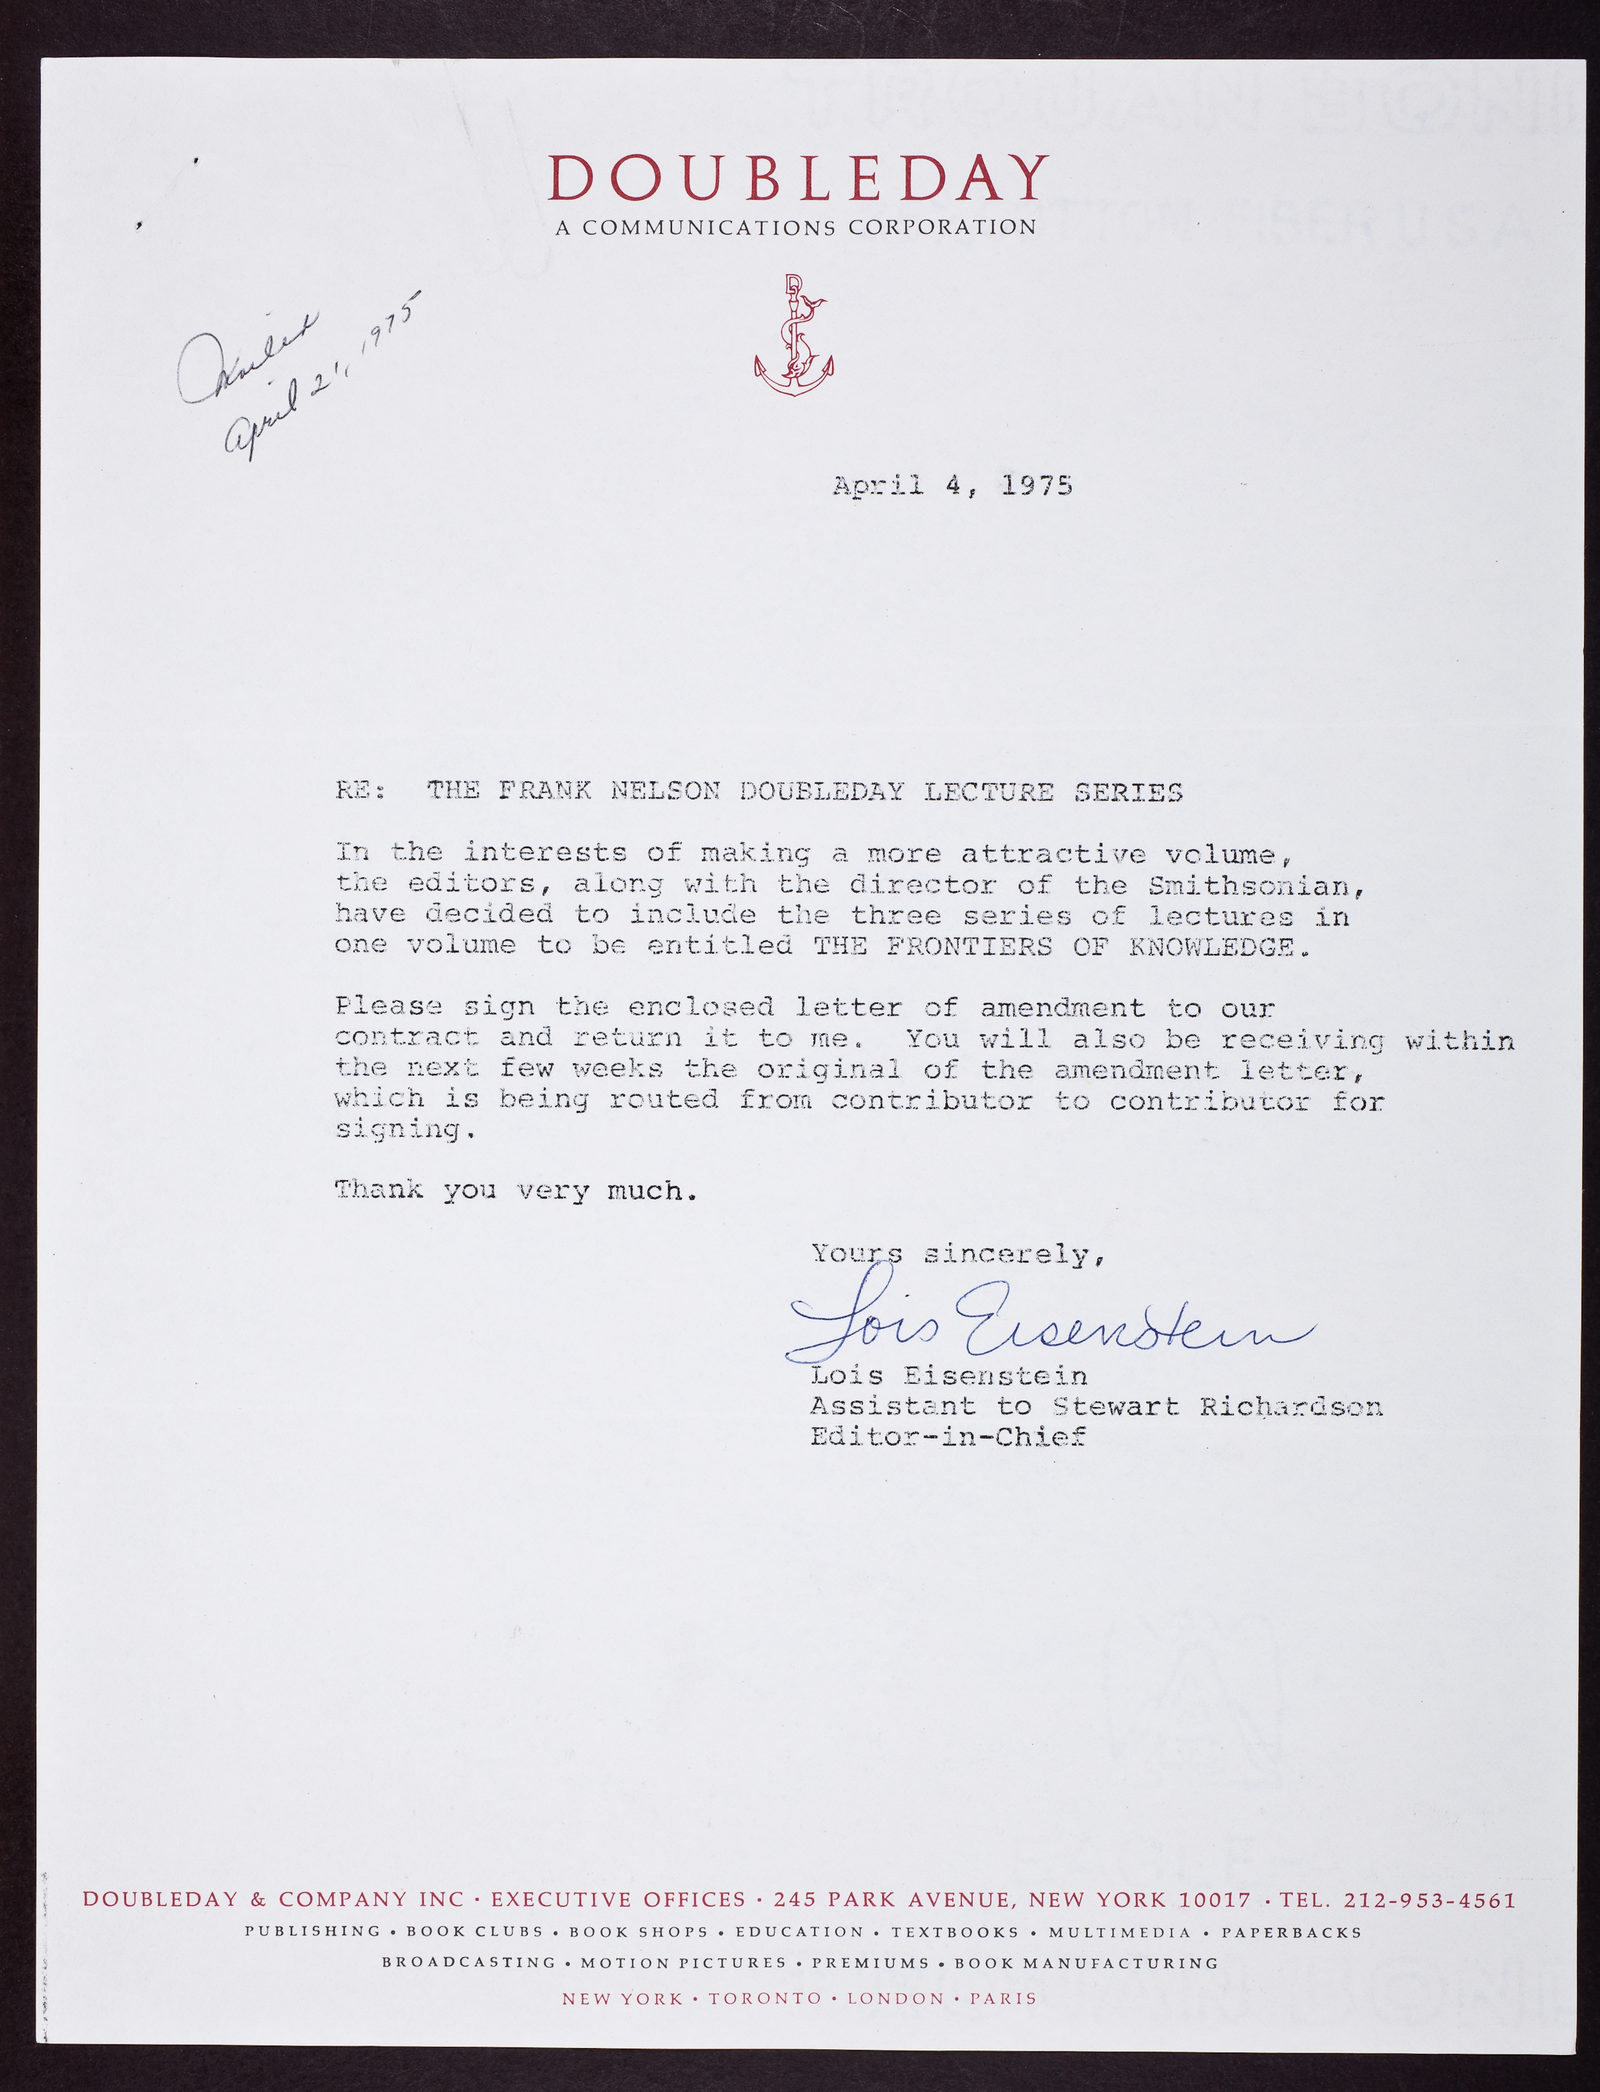 DOUBLEDAY
A COMMUNICATIONS CORPORATION
D
Mailed
April 21, 1975
April 4, 1975
RE: THE FRANK NELSON DOUBLEDAY LECTURE SERIES
In the interests of making a more attractive volume,
the editors, along with the director of the Smithsonian,
have decided to include the three series of lectures in
one volume to be entitled THE FRONTIERS OF KNOWLEDGE.
Please sign the enclosed letter of amendment to our
contract and return it to me. You will also be receiving within
the next few weeks the original of the amendment letter,
which is being routed from contributor to contributor for
signing.
Thank you very much.
Yours sincerely,
Lois Eisenstein
Lois Eisenstein
Assistant to Stewart Richardson
Editor-in-Chief
DOUBLEDAY & COMPANY INC · EXECUTIVE OFFICES · 245 PARK AVENUE, NEW YORK 10017 · TEL. 212-953-4561
PUBLISHING • BOOK CLUBS • BOOK SHOPS • EDUCATION • TEXTBOOKS • MULTIMEDIA • PAPERBACKS
BROADCASTING • MOTION PICTURES • PREMIUMS • BOOK MANUFACTURING
NEW YORK • TORONTO • LONDON • PARIS